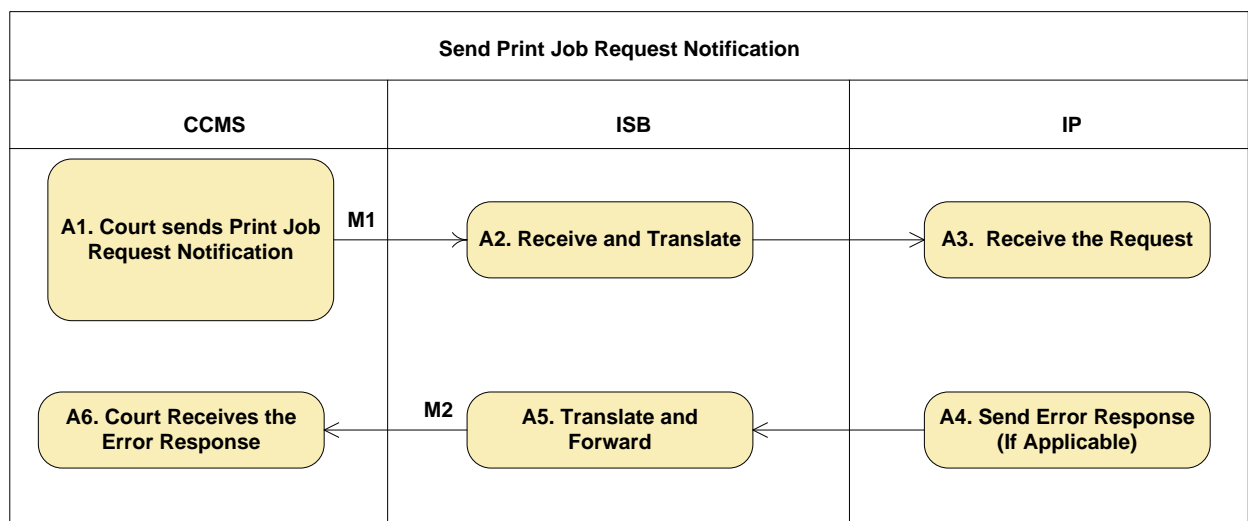 Send Print Job Request Notification
CCMS
ISB
IP
A1. Court sends Print Job
Request Notification
M1
A2. Receive and Translate
A3. Receive the Request
A6. Court Receives the
Error Response
M2
A5. Translate and
Forward
A4. Send Error Response
(If Applicable)